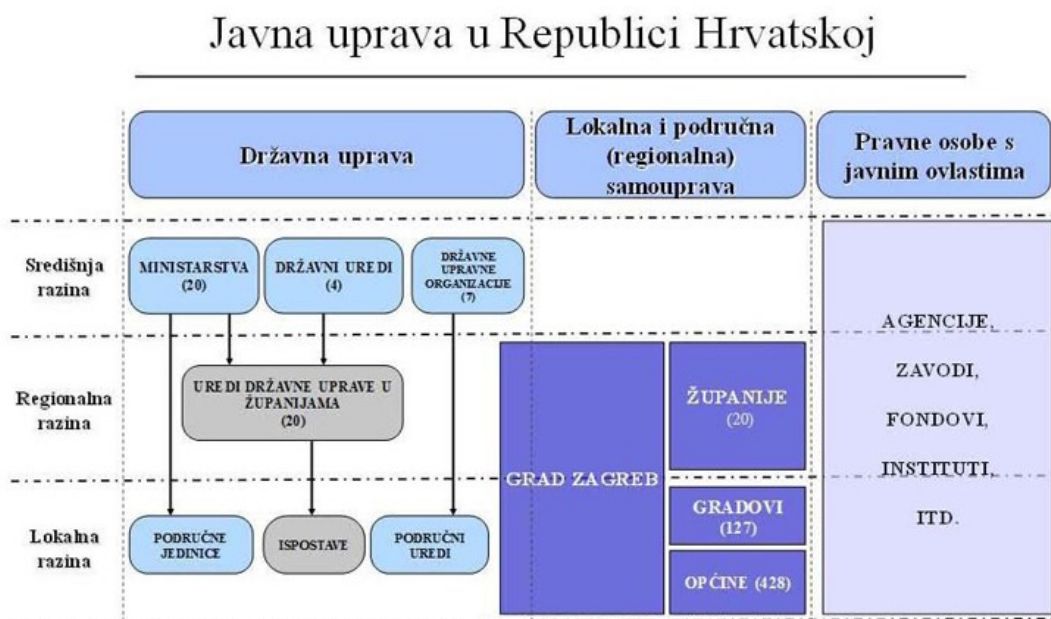 Javna uprava u Republici Hrvatskoj
Državna uprava
Lokalna i područna
(regionalna)
samouprava
Pravne osobe s
javnim ovlastima
Središnja
razina
MINISTARSTVA
(20)
DRŽAVNI UREDI
(4)
DRŽAVNE
UPRAVNE
ORGANIZACIJE
(7)
Regionalna
razina
UREDI DRŽAVNE UPRAVE U
ŽUPANIJAMA
(20)
GRAD ZAGREB
ŽUPANIJE
(20)
Lokalna
razina
PODRUČNE
JEDINICE
ISPOSTAVE
PODRUČNI
UREDI
GRADOVI
(127)
OPĆINE (428)
AGENCIJE,
ZAVODI,
FONDOVI,
INSTITUTI,
ITD.